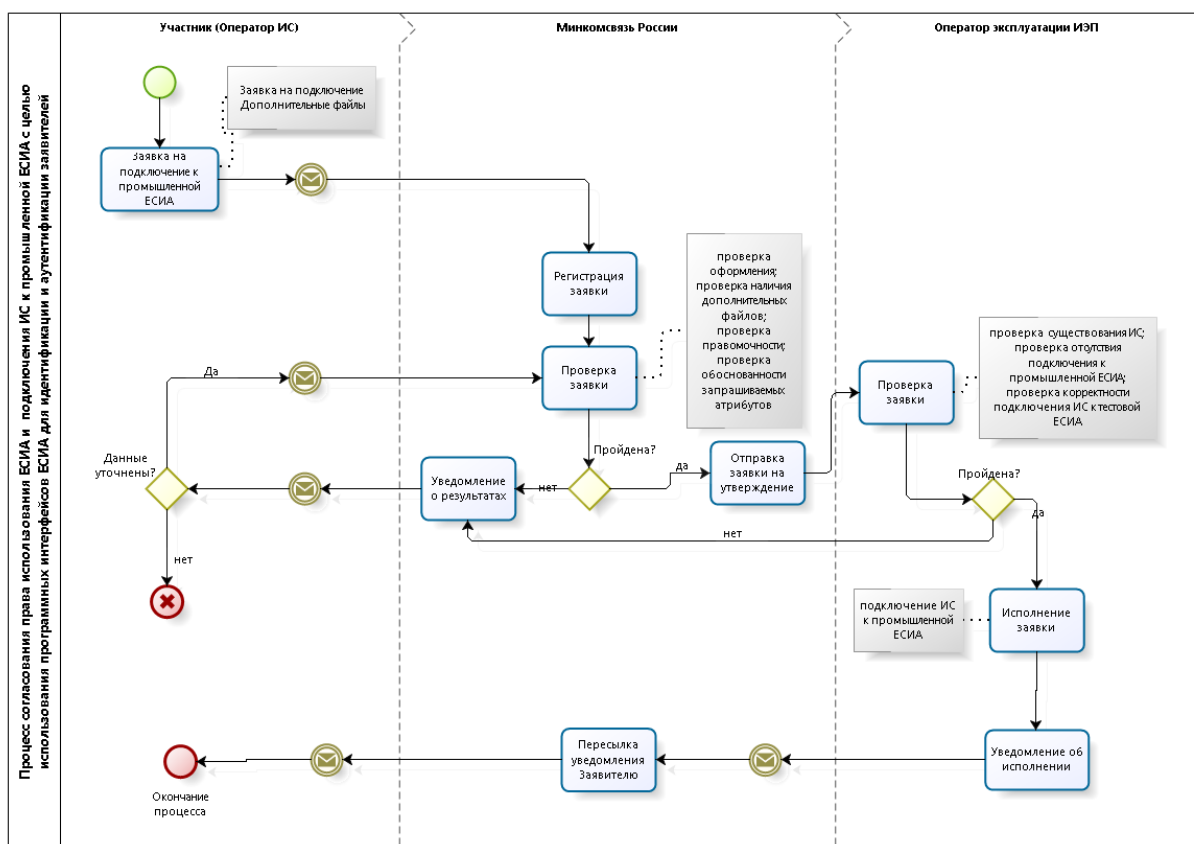 Процесс согласования права использования ЕСИА и подключения ИС к промышленной ЕСИА с целью
использования программных интерфейсов ЕСИА для идентификации и аутентификации заявителей
Участник (Оператор ИС)
Минкомсвязь России
Оператор эксплуатации ИЭП
Заявка на подключение
Дополнительные файлы
Заявка на
подключение к
промышленной
ЕСИА
Регистрация
заявки
проверка
оформления;
проверка наличия
дополнительных
файлов;
проверка
правомочности;
проверка
обоснованности
запрашиваемых
атрибутов
проверка существования ИС;
проверка отсутствия
подключения к
промышленной ЕСИА;
проверка корректности
подключения ИС к тестовой
ЕСИА
Да
Проверка
заявки
Проверка
заявки
Данные
уточнены?
Уведомление
о результатах
нет
Пройдена?
да
Отправка
заявки на
утверждение
Пройдена?
да
нет
нет
подключение ИС
к промышленной
ЕСИА
Исполнение
заявки
Окончание
процесса
Пересылка
уведомления
Заявителю
Уведомление об
исполнении